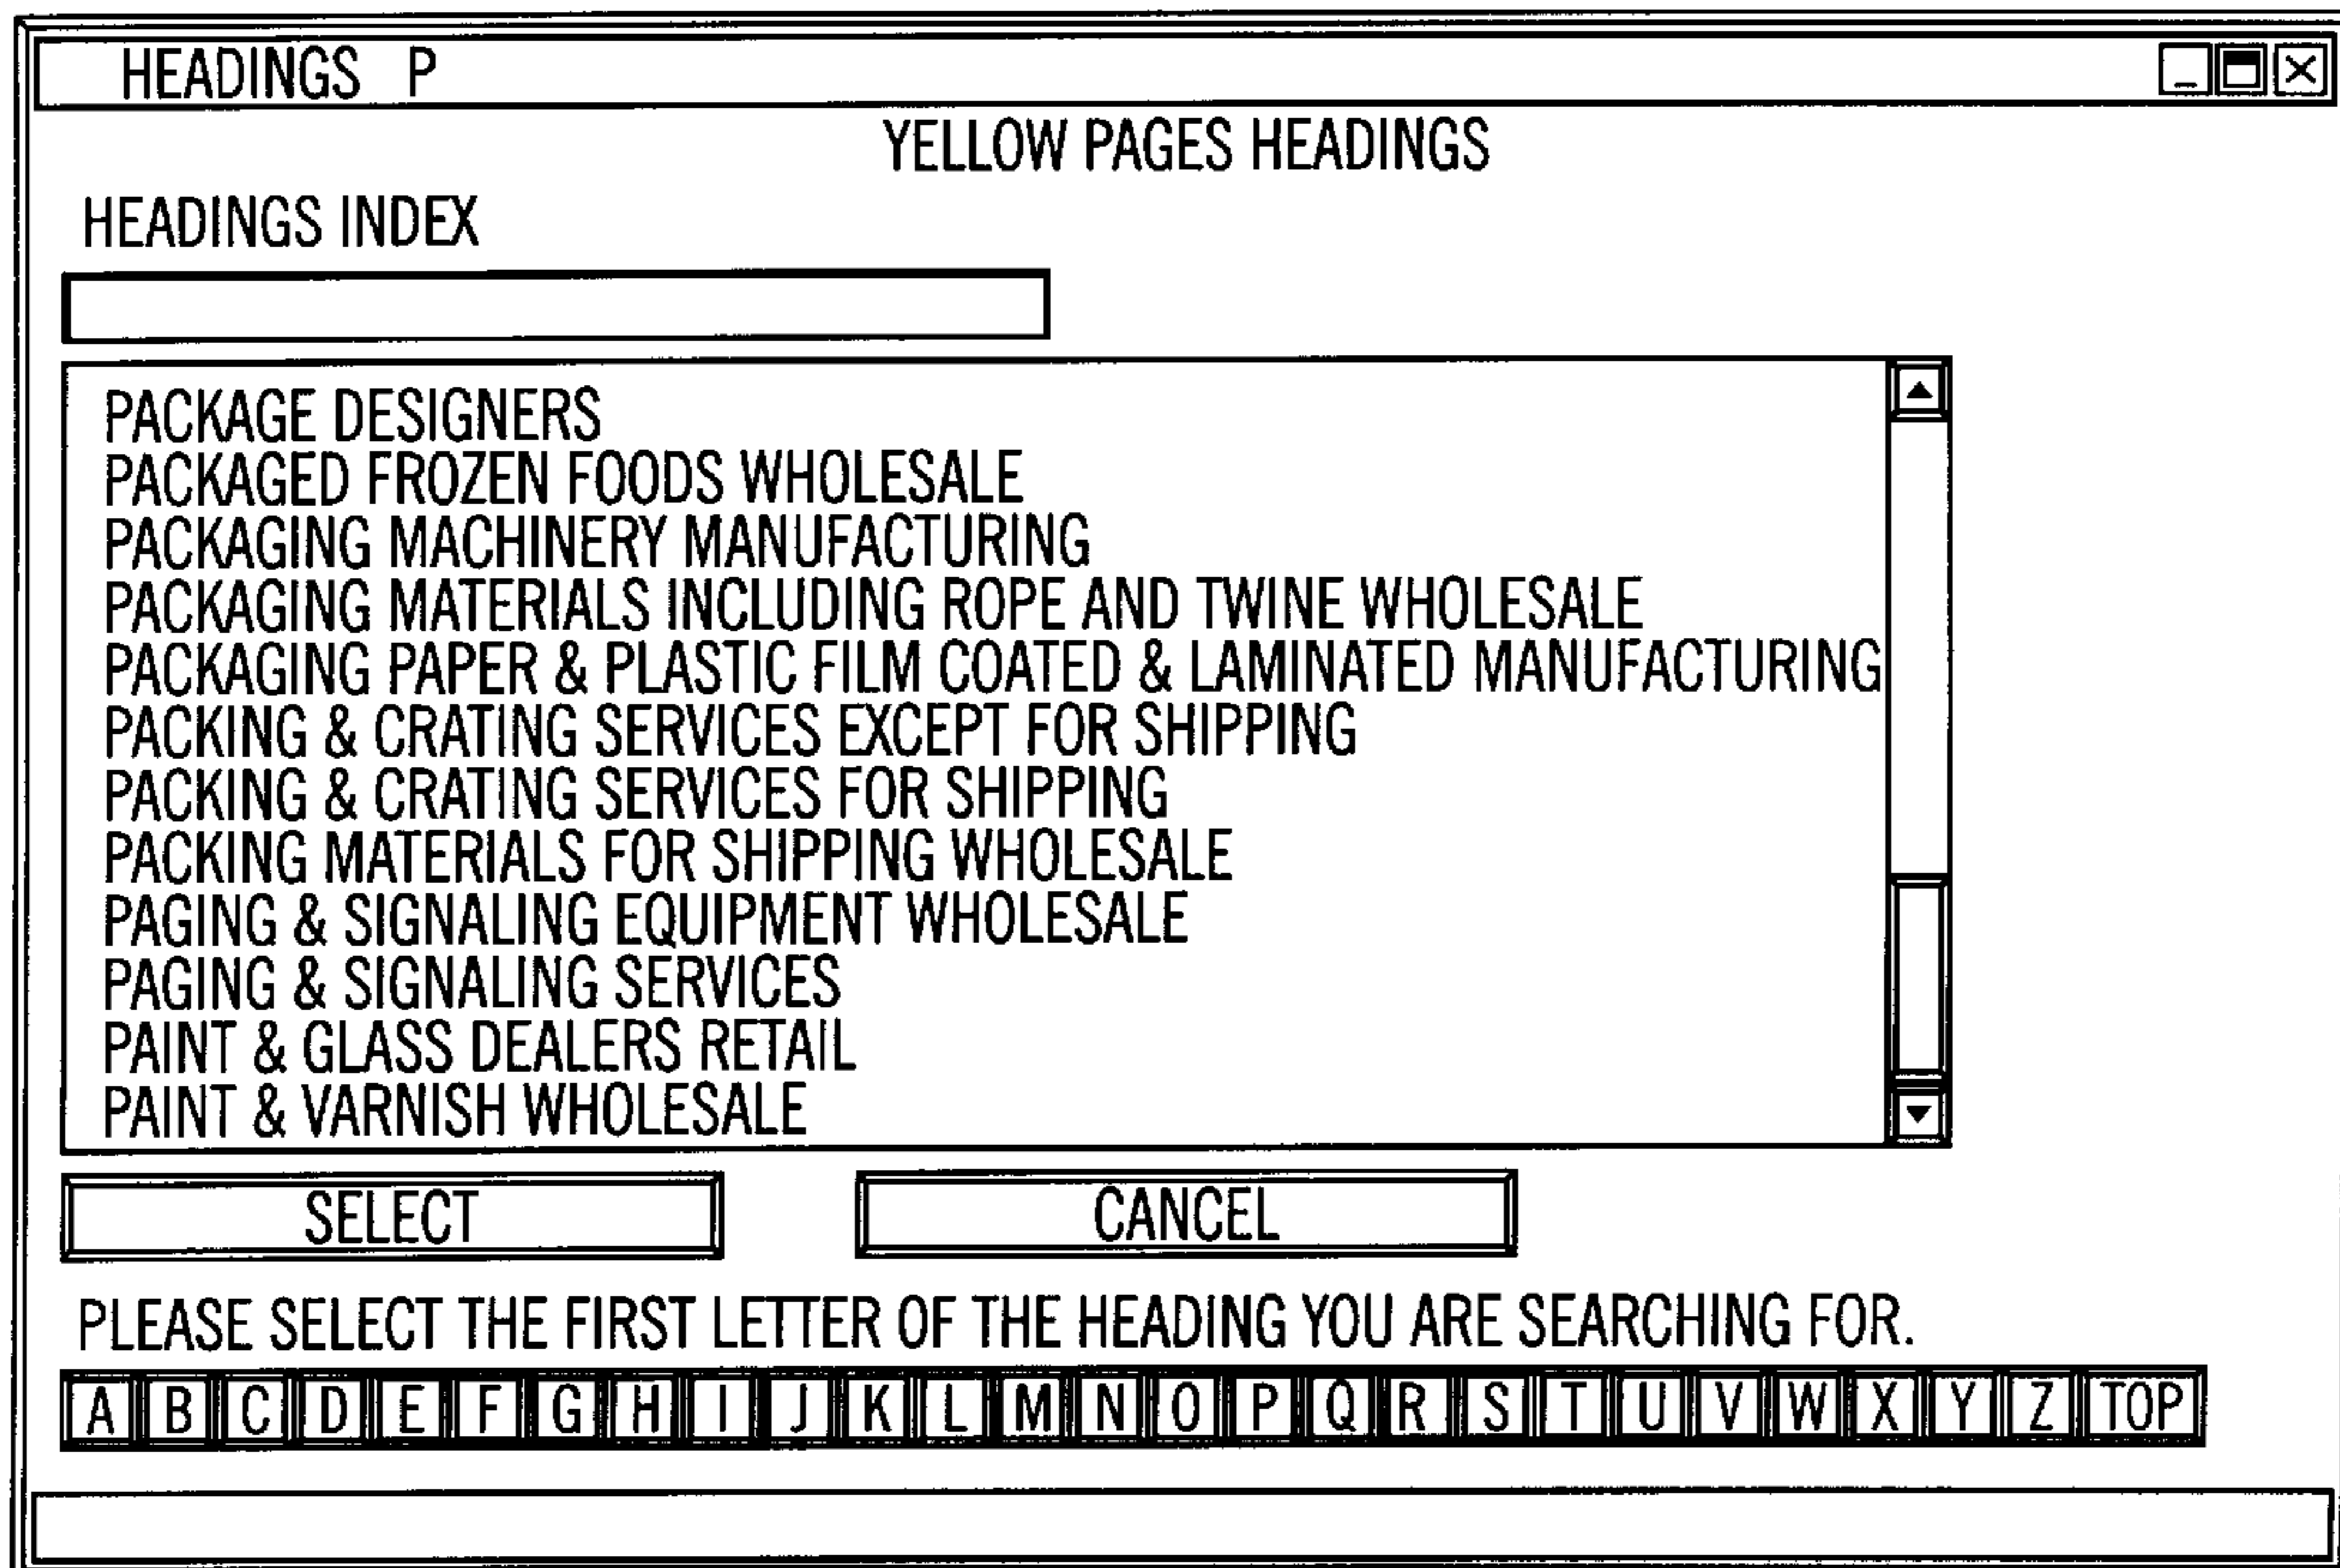 HEADINGS P
YELLOW PAGES HEADINGS
HEADINGS INDEX
PACKAGE DESIGNERS
PACKAGED FROZEN FOODS WHOLESALE
PACKAGING MACHINERY MANUFACTURING
PACKAGING MATERIALS INCLUDING ROPE AND TWINE WHOLESALE
PACKAGING PAPER & PLASTIC FILM COATED & LAMINATED MANUFACTURING
PACKING & CRATING SERVICES EXCEPT FOR SHIPPING
PACKING & CRATING SERVICES FOR SHIPPING
PACKING MATERIALS FOR SHIPPING WHOLESALE
PAGING & SIGNALING EQUIPMENT WHOLESALE
PAGING & SIGNALING SERVICES
PAINT & GLASS DEALERS RETAIL
PAINT & VARNISH WHOLESALE
SELECT CANCEL
PLEASE SELECT THE FIRST LETTER OF THE HEADING YOU ARE SEARCHING FOR.
A B C D E F G H I J K L M N O P Q R S T U V W X Y Z TOP